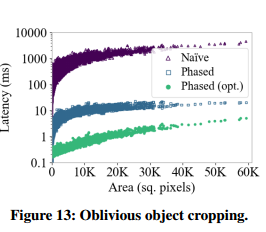 10000
1000
100
10
1
0.1
Latency (ms)
Naïve
Phased
Phased (opt.)
0 10K 20K 30K 40K 50K 60K
Area (sq. pixels)
Figure 13: Oblivious object cropping.